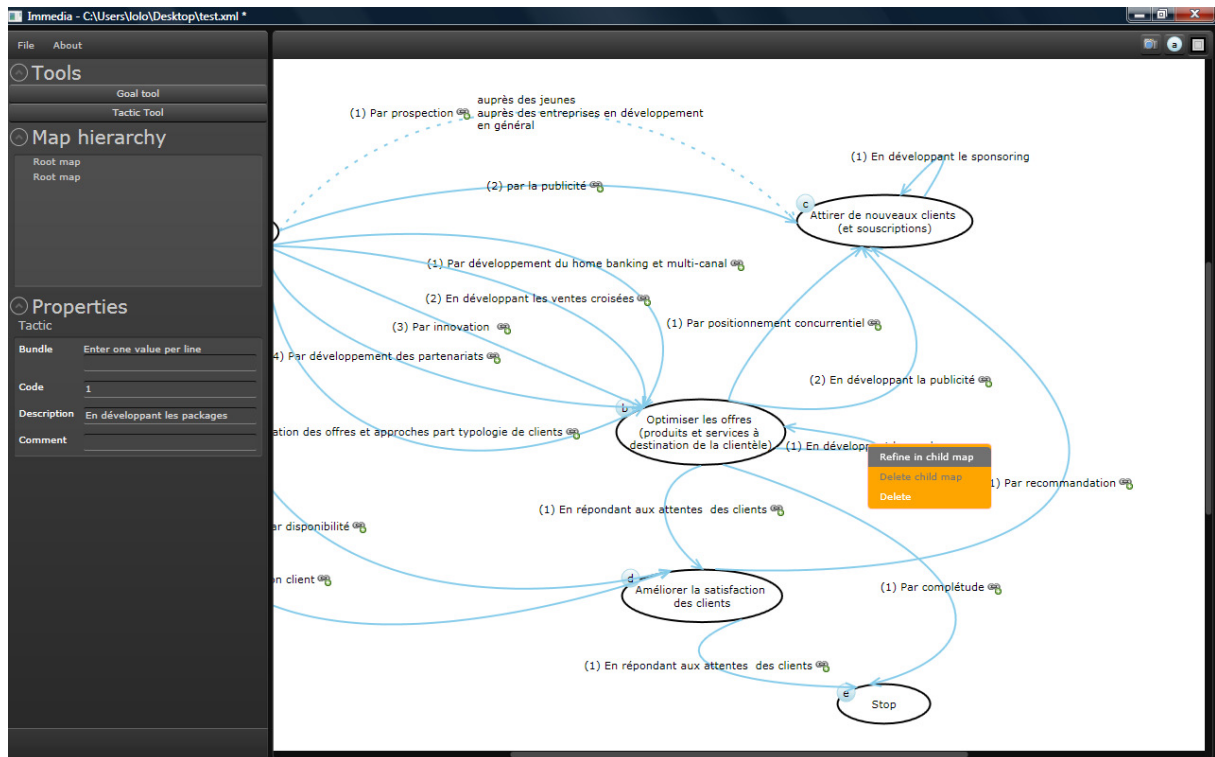 Immedia - C:\Users\lolo\Desktop\test.xml *
File About
a
Tools
Goal tool
Tactic Tool
Map hierarchy
Root map
Root map
Properties
Tactic
Bundle Enter one value per line
Code 1
Description En développant les packages
Comment
auprès des jeunes
(1) Par prospection auprès des entreprises en développement
en général
(1) En développant le sponsoring
(2) par la publicité
c
Attirer de nouveaux clients
(et souscriptions)
(1) Par développement du home banking et multi-canal
(2) En développant les ventes croisées
(3) Par innovation
(1) Par positionnement concurrentiel
4) Par développement des partenariats
(2) En développant la publicité
b
Optimiser les offres
(produits et services à
destination de la clientèle)
ation des offres et approches part typologie de clients
(1) En développ
Refine in child map
Delete child map
Delete
1) Par recommandation
(1) En répondant aux attentes des clients
ar disponibilité
on client
d
Améliorer la satisfaction
des clients
(1) Par complétude
(1) En répondant aux attentes des clients
e
Stop